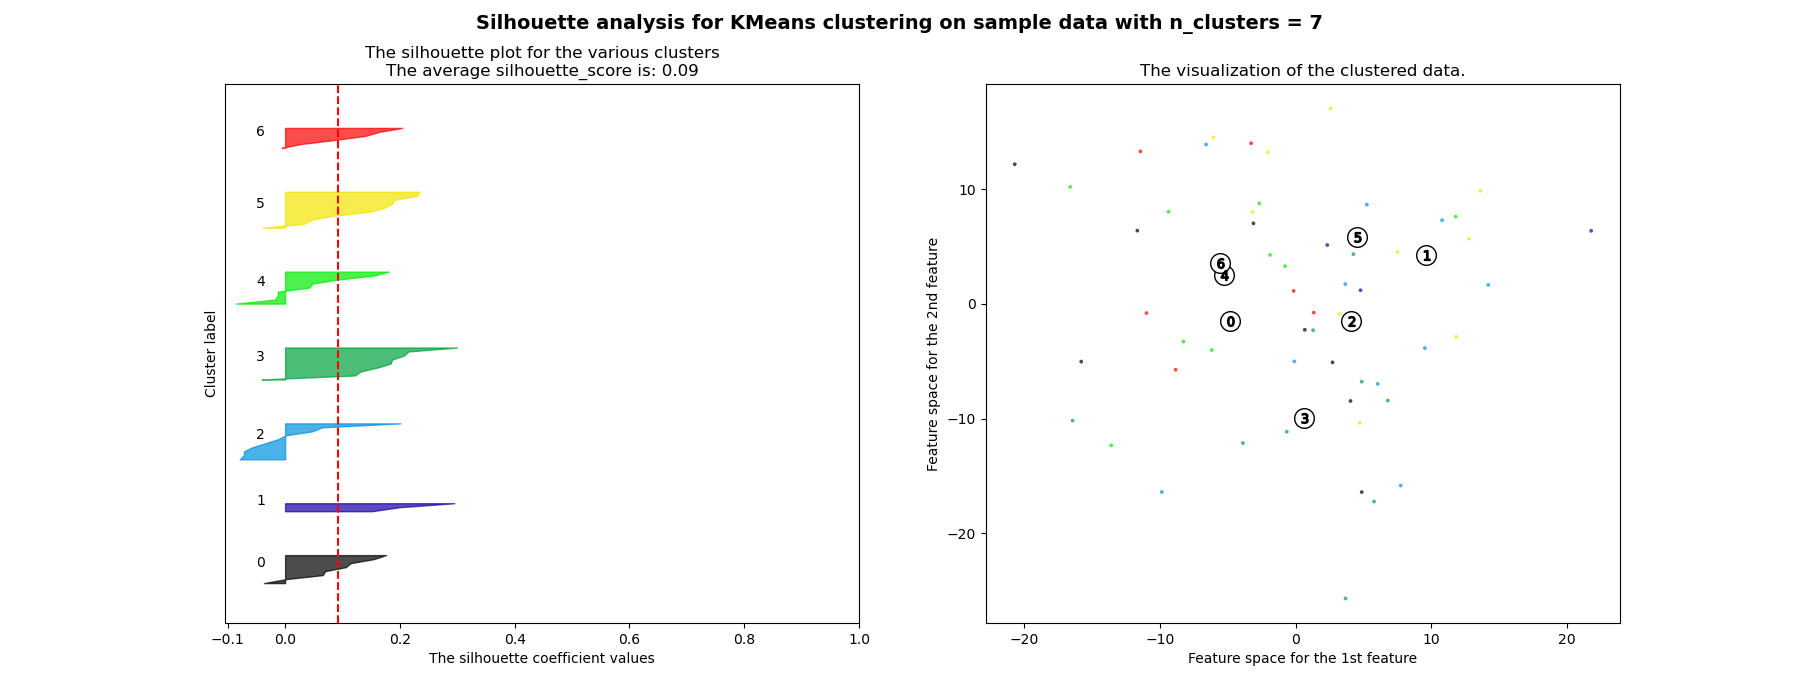 Silhouette analysis for KMeans clustering on sample data with n_clusters = 7
The silhouette plot for the various clusters
The average silhouette_score is: 0.09
6
5
4
3
2
1
0
Cluster label
−0.1 0.0 0.2 0.4 0.6 0.8 1.0
The silhouette coefficient values
The visualization of the clustered data.
10
0
−10
−20
Feature space for the 2nd feature
5
1
6
4
0
2
3
−20 −10 0 10 20
Feature space for the 1st feature